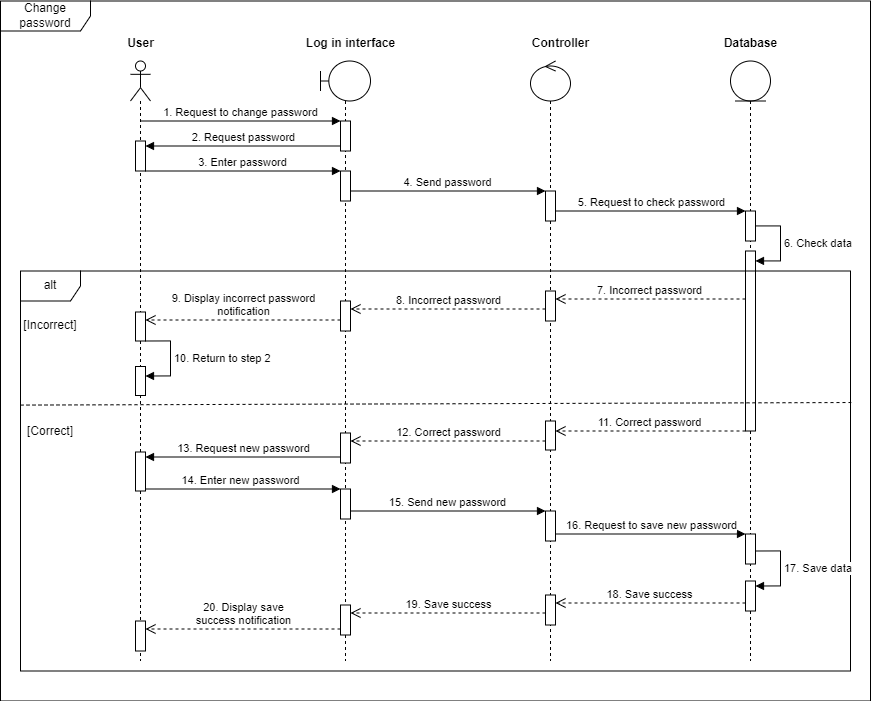 Change
password
User
Log in interface
Controller
Database
1. Request to change password
2. Request password
3. Enter password
4. Send password
5. Request to check password
6. Check data
alt
7. Incorrect password
8. Incorrect password
9. Display incorrect password
notification
[Incorrect]
10. Return to step 2
11. Correct password
12. Correct password
[Correct]
13. Request new password
14. Enter new password
15. Send new password
16. Request to save new password
17. Save data
18. Save success
19. Save success
20. Display save
success notification